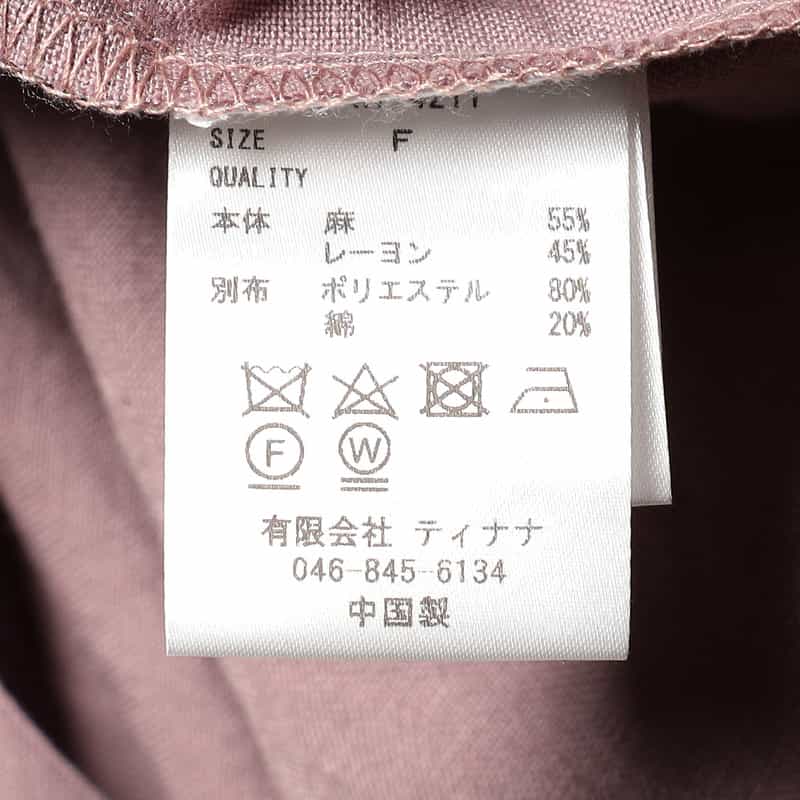 SIZE F
QUALITY
本体 麻 55%
レーヨン 45%
別布 ポリエステル 80%
綿 20%
F W
有限会社 ティナナ
046-845-6134
中国製